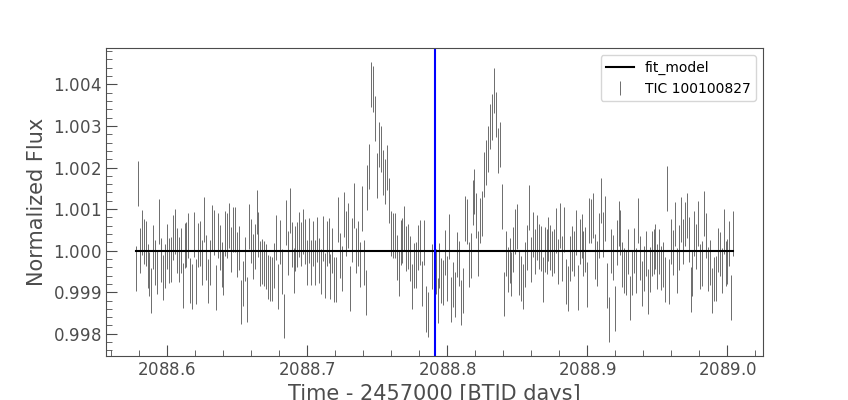 fit_model
TIC 100100827
1.004
1.003
1.002
1.001
1.000
0.999
0.998
Normalized Flux
2088.6 2088.7 2088.8 2088.9 2089.0
Time - 2457000 [BTJD days]